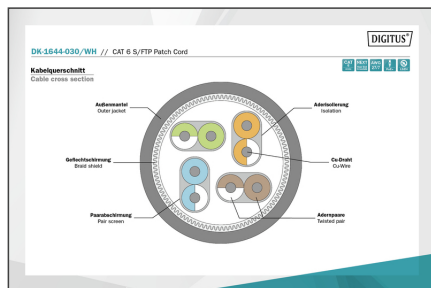 DIGITUS®
DK-1644-030/WH // CAT 6 S/FTP Patch Cord
Kabelquerschnitt
Cable cross section
Außenmantel
Outer jacket
Aderisolierung
Isolation
Geflechtschirmung
Braid shield
Cu-Draht
Cu-Wire
Paarabschirmung
Pair screen
Adernpaare
Twisted pair